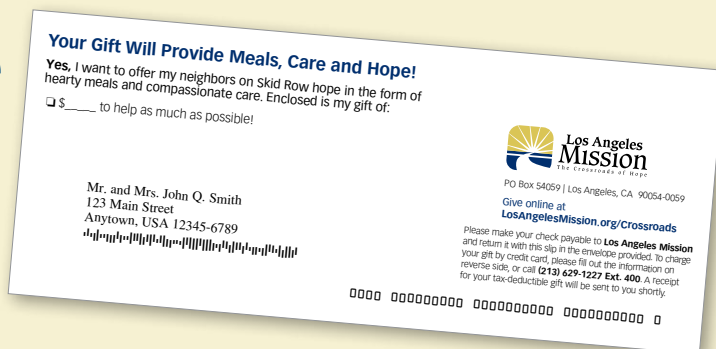 Your Gift Will Provide Meals, Care and Hope!
Yes, I want to offer my neighbors on Skid Row hope in the form of
hearty meals and compassionate care. Enclosed is my gift of:
❏ $_____ to help as much as possible!
Mr. and Mrs. John Q. Smith
123 Main Street
Anytown, USA 12345-6789
Los Angeles
Mission
The Crossroads of Hope
PO Box 54059 | Los Angeles, CA 90054-0059
Give online at
LosAngelesMission.org/Crossroads
Please make your check payable to Los Angeles Mission
and return it with this slip in the envelope provided. To charge
your gift by credit card, please fill out the information on
reverse side, or call (213) 629-1227 Ext. 400. A receipt
for your tax-deductible gift will be sent to you shortly.